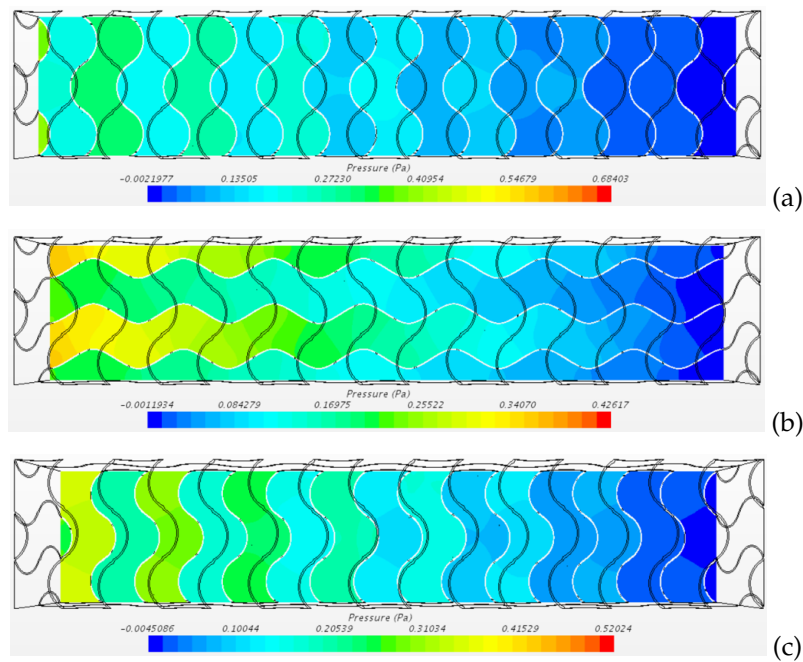 Pressure (Pa)
-0.0021977 0.13505 0.27230 0.40954 0.54679 0.68403
(a)
Pressure (Pa)
-0.0011934 0.084279 0.16975 0.25522 0.34070 0.42617
(b)
Pressure (Pa)
-0.0045086 0.10044 0.20539 0.31034 0.41529 0.52024
(c)